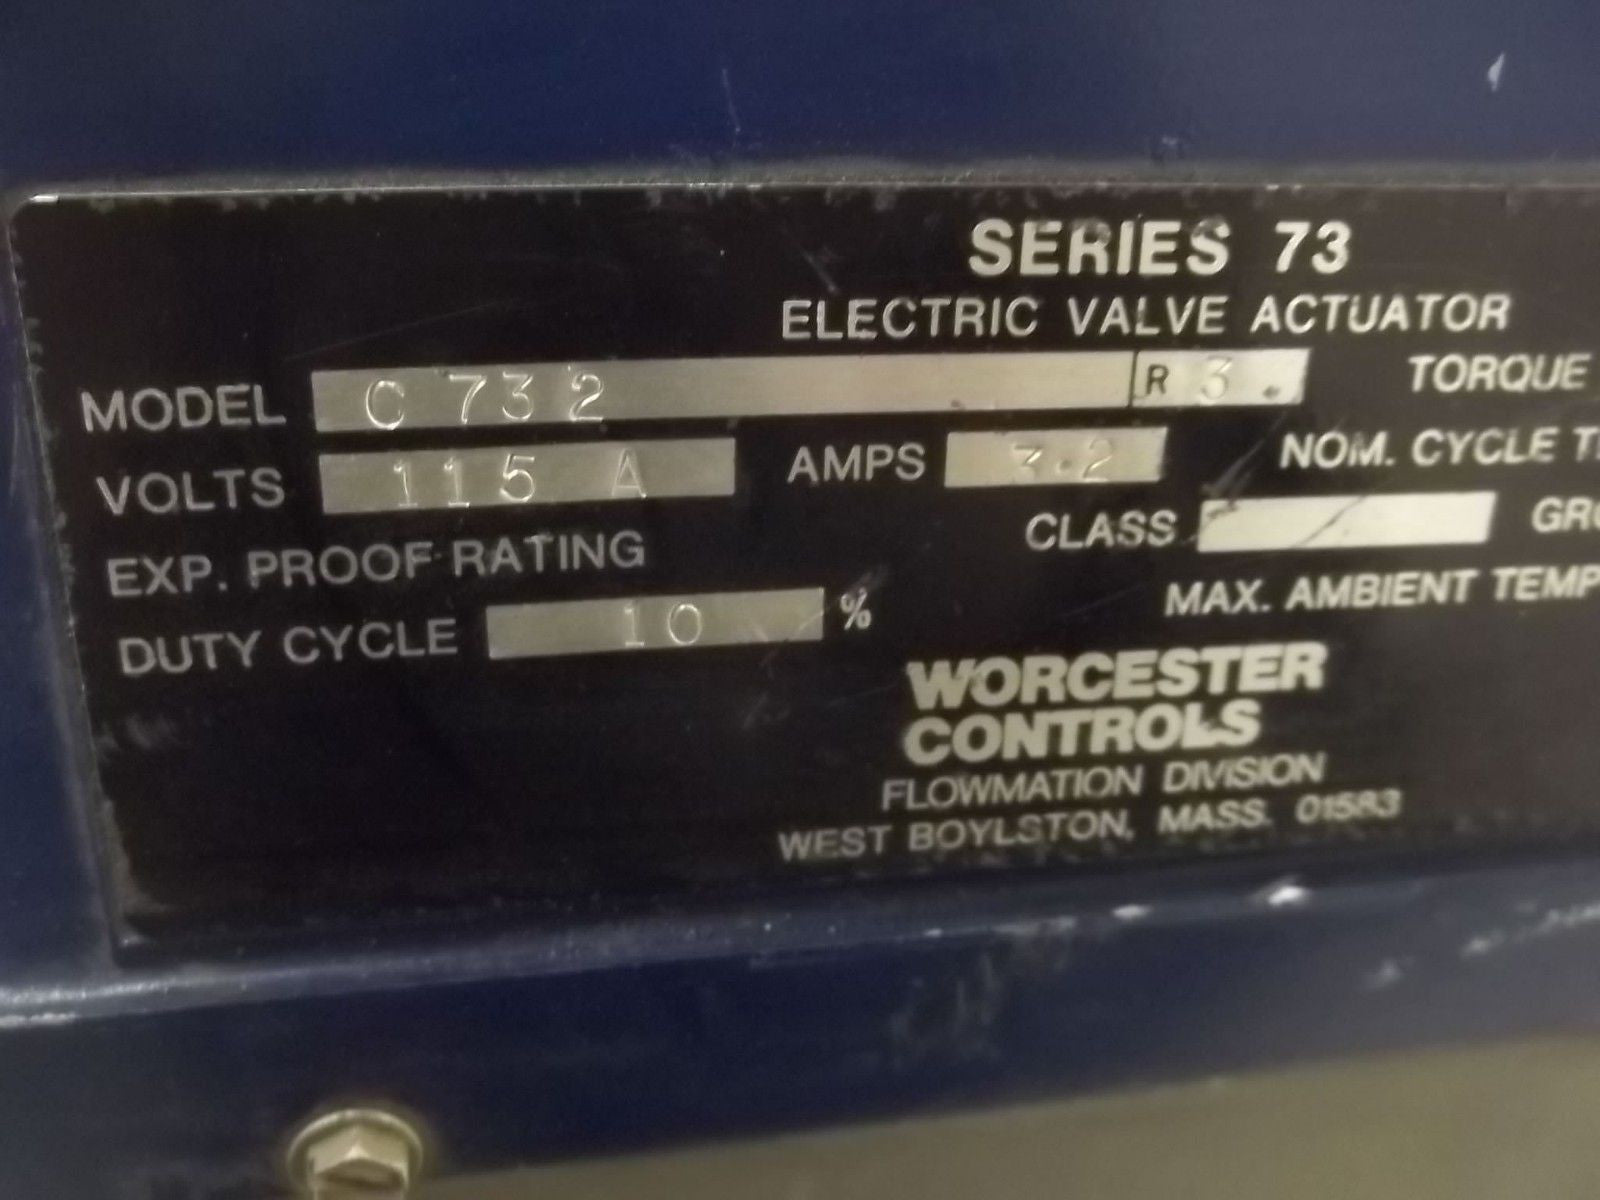 SERIES 73
ELECTRIC VALVE ACTUATOR
MODEL C 732 R 3. TORQUE
VOLTS 115 A AMPS 3.2 NOM. CYCLE
EXP. PROOF RATING CLASS
DUTY CYCLE 10 % MAX. AMBIENT TEMP
WORCESTER
CONTROLS
FLOWMATION DIVISION
WEST BOYLSTON, MASS. 01583